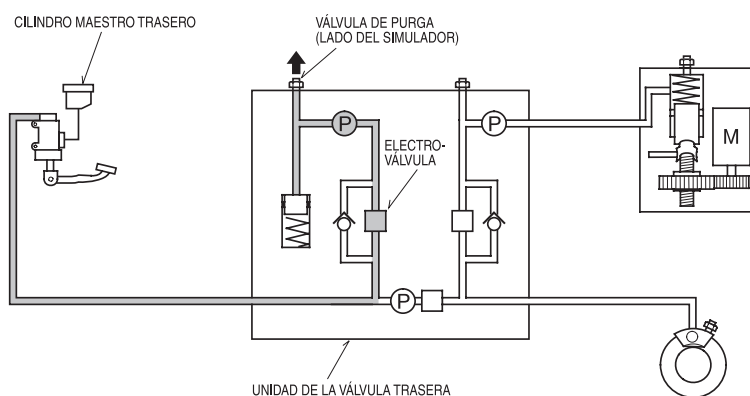 CILINDRO MAESTRO TRASERO
VÁLVULA DE PURGA
(LADO DEL SIMULADOR)
P
P
ELECTRO-
VÁLVULA
M
P
UNIDAD DE LA VÁLVULA TRASERA